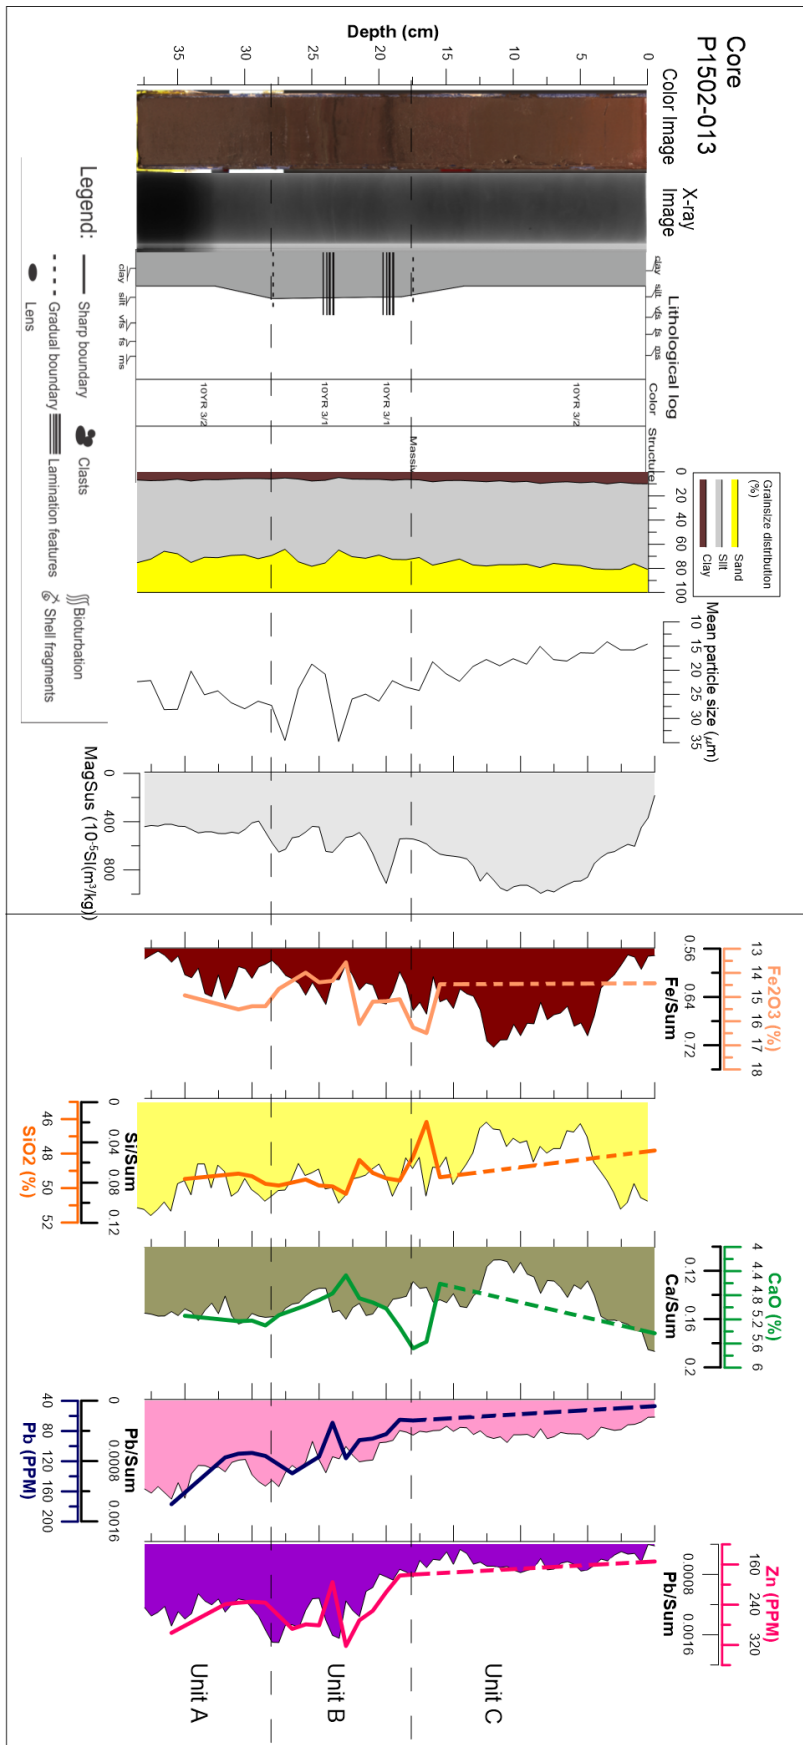 Core
P1502-013
Depth (cm)
35
30
25
20
15
10
5
0
Color Image
X-ray
Image
Lithological log
clay
silt
vfs
fs
ms
clay
silt
vfs
fs
ms
Color
10YR 3/2
10YR 3/1
10YR 3/1
10YR 3/2
Structure
Massiv
Legend:
Sharp boundary
Gradual boundary
Lens
Clasts
Lamination features
Bioturbation
Shell fragments
Grainsize distribution
(%)
Sand
Silt
Clay
0
20
40
60
80
100
Mean particle size (μm)
10
15
20
25
30
35
MagSus (10⁻⁵SI(m³/kg))
0
400
800
Fe2O3 (%)
13
14
15
16
17
18
Fe/Sum
0.56
0.64
0.72
Si/Sum
0
0.04
0.08
0.12
SiO2 (%)
46
48
50
52
CaO (%)
4
4.4
4.8
5.2
5.6
6
Ca/Sum
0.12
0.16
0.2
Pb/Sum
0
0.0008
0.0016
Pb (PPM)
40
80
120
160
200
Zn (PPM)
160
240
320
Pb/Sum
0.0008
0.0016
Unit A
Unit B
Unit C